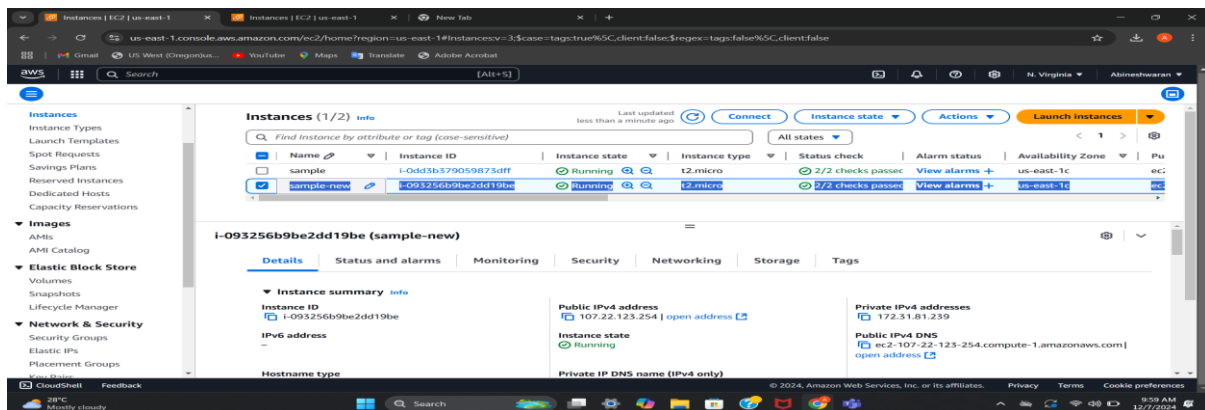 Instances | EC2 | us-east-1
Instances | EC2 | us-east-1
New Tab
us-east-1.console.aws.amazon.com/ec2/home?region=us-east-1#Instances:v=3;$case=tags:true%5C,client:false;$regex=tags:false%5C,client:false
Gmail US West (Oregon)us... YouTube Maps Translate Adobe Acrobat
aws Search [Alt+S] N. Virginia Abineshwaran
Instances
Instance Types
Launch Templates
Spot Requests
Savings Plans
Reserved Instances
Dedicated Hosts
Capacity Reservations
Images
AMIs
AMI Catalog
Elastic Block Store
Volumes
Snapshots
Lifecycle Manager
Network & Security
Security Groups
Elastic IPs
Placement Groups
Key Pairs
Instances (1/2) Info
Last updated
less than a minute ago
Connect Instance state Actions Launch instances
Find Instance by attribute or tag (case-sensitive) All states 1
Name Instance ID Instance state Instance type Status check Alarm status Availability Zone Pu
sample i-0dd3b379059873dff Running t2.micro 2/2 checks passec View alarms + us-east-1c ec2
sample-new i-093256b9be2dd19be Running t2.micro 2/2 checks passec View alarms + us-east-1c ec2
i-093256b9be2dd19be (sample-new)
Details Status and alarms Monitoring Security Networking Storage Tags
Instance summary Info
Instance ID
i-093256b9be2dd19be
Public IPv4 address
107.22.123.254 | open address
Private IPv4 addresses
172.31.81.239
IPv6 address
–
Instance state
Running
Public IPv4 DNS
ec2-107-22-123-254.compute-1.amazonaws.com |
open address
Hostname type
Private IP DNS name (IPv4 only)
CloudShell Feedback © 2024, Amazon Web Services, Inc. or its affiliates. Privacy Terms Cookie preferences
28°C
Mostly cloudy
Search
9:59 AM
12/7/2024